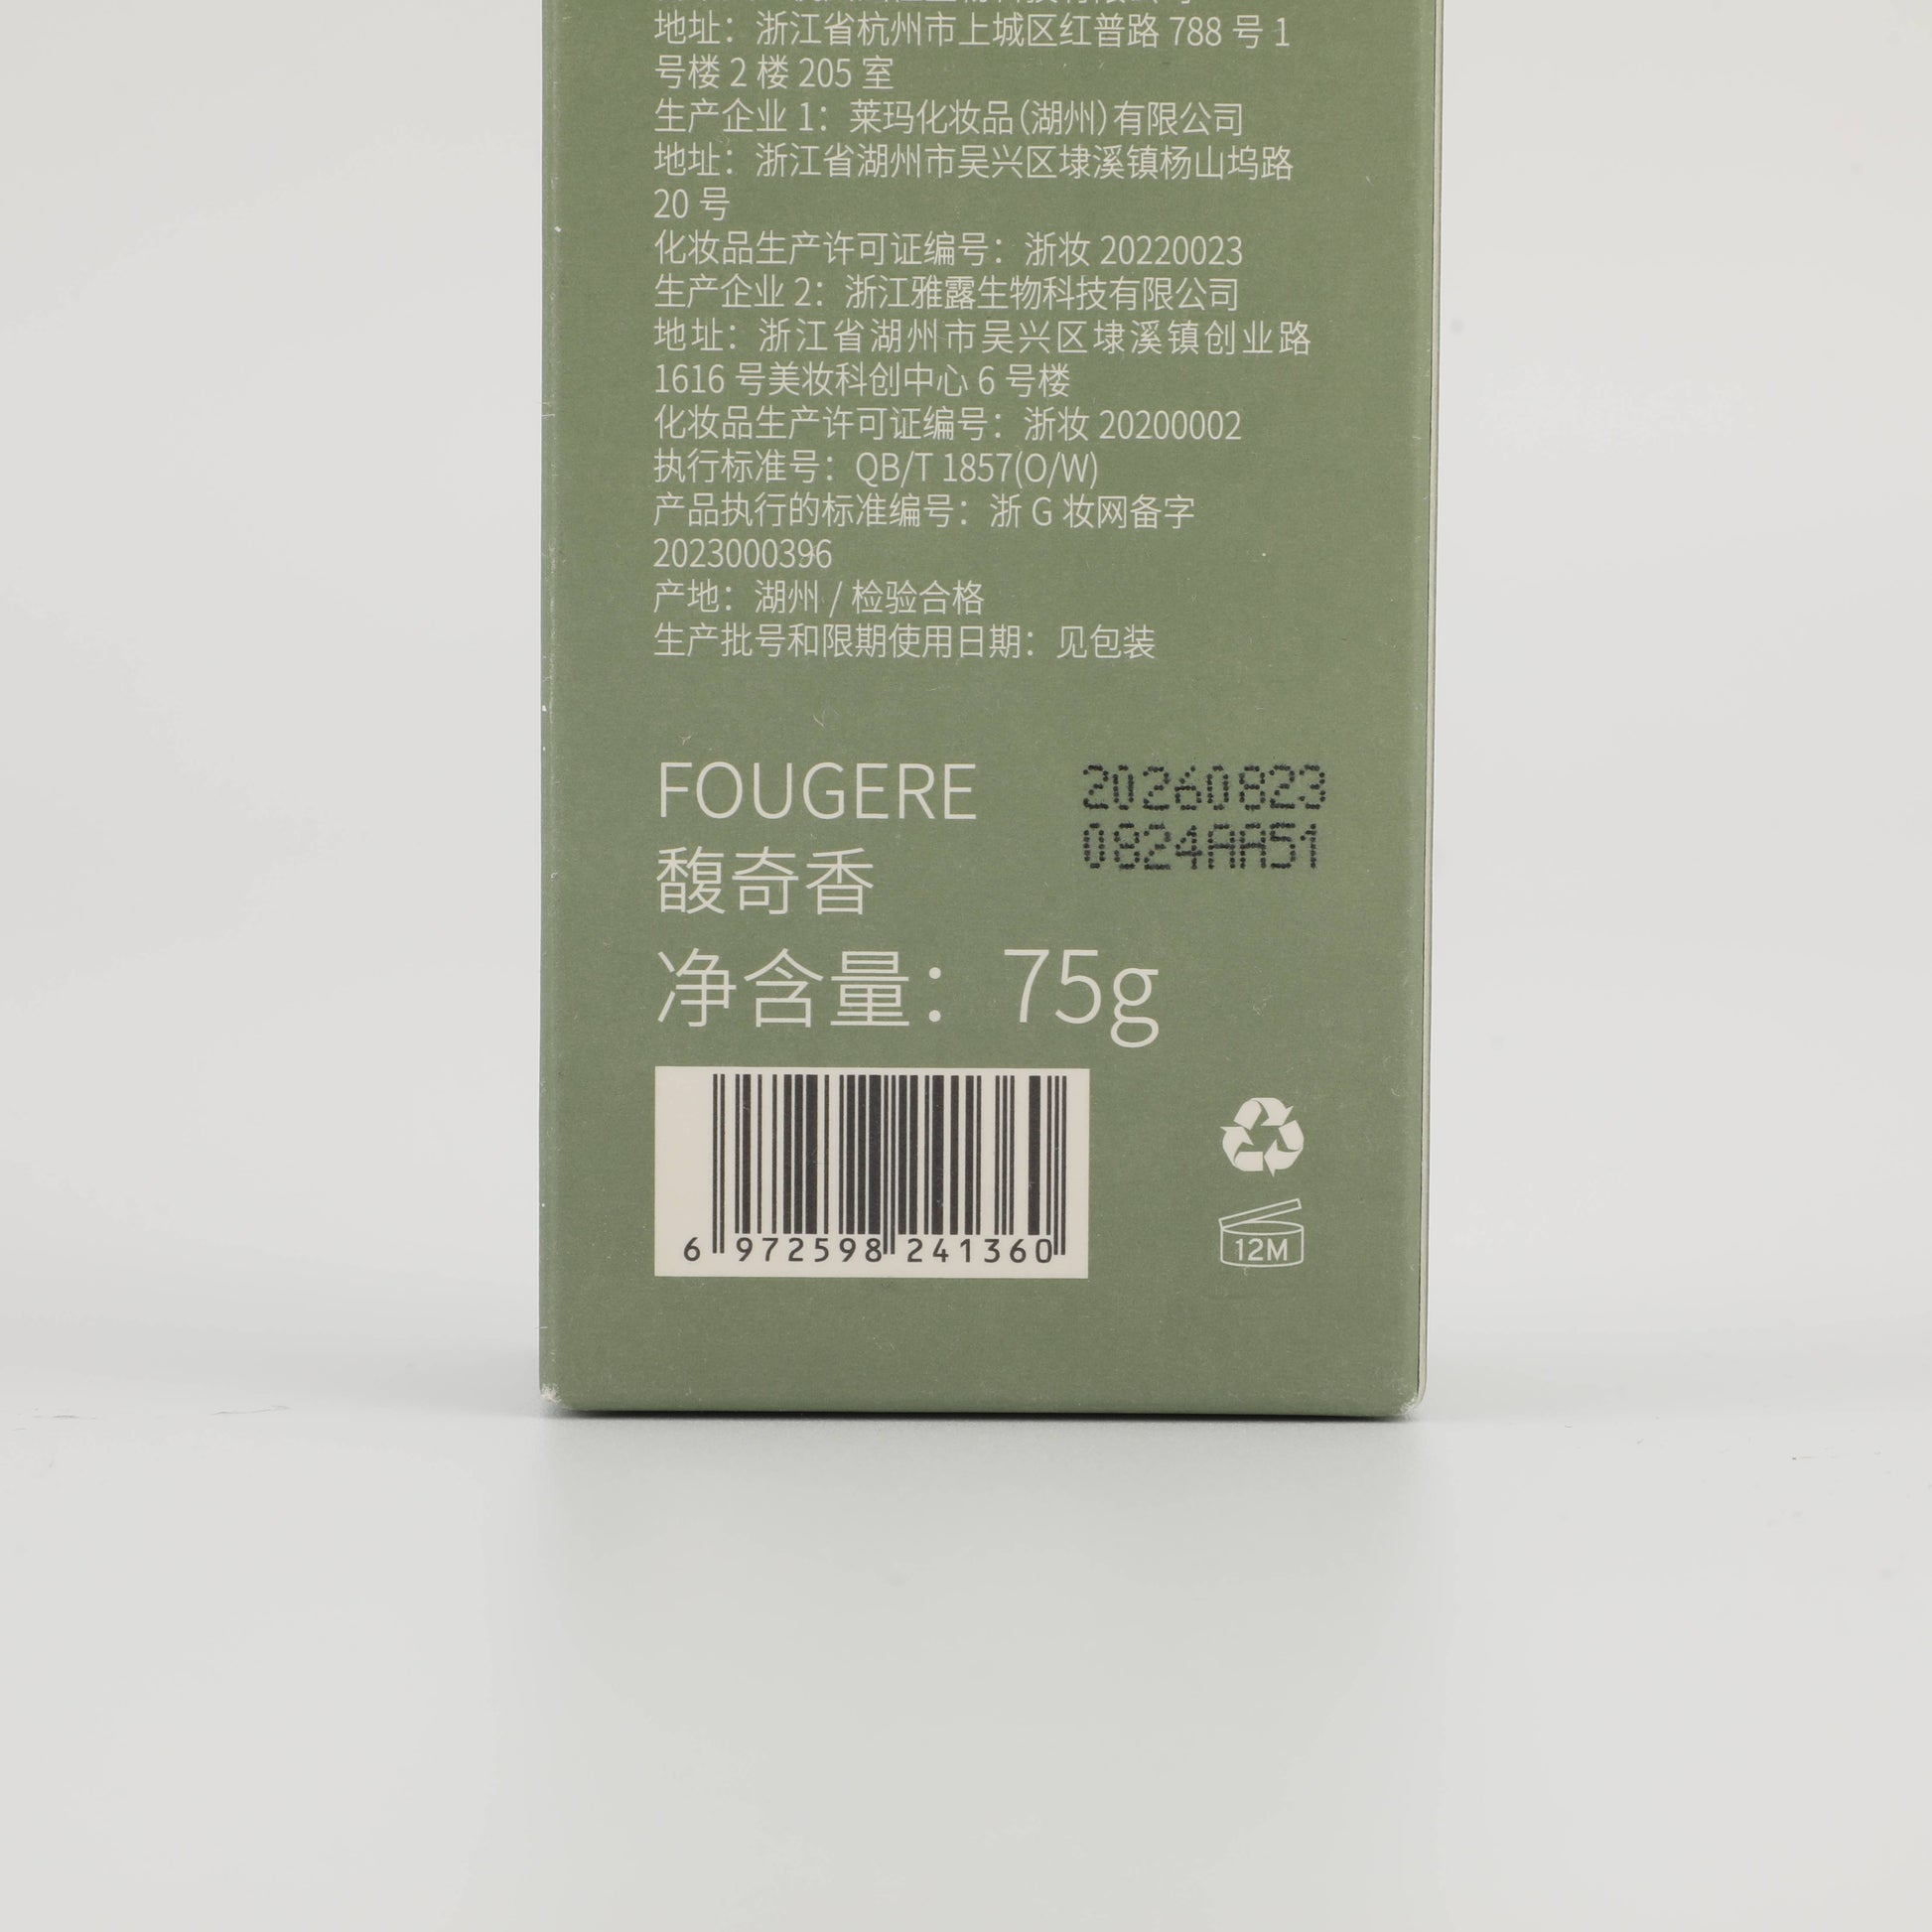 地址：浙江省杭州市上城区红普路 788 号 1
号楼 2 楼 205 室
生产企业 1：莱玛化妆品（湖州）有限公司
地址：浙江省湖州市吴兴区埭溪镇杨山坞路
20 号
化妆品生产许可证编号：浙妆 20220023
生产企业 2：浙江雅露生物科技有限公司
地址：浙江省湖州市吴兴区埭溪镇创业路
1616 号美妆科创中心 6 号楼
化妆品生产许可证编号：浙妆 20200002
执行标准号：QB/T 1857(O/W)
产品执行的标准编号：浙 G 妆网备字
2023000396
产地：湖州 / 检验合格
生产批号和限期使用日期：见包装
FOUGERE
20260823
0824AA51
馥奇香
净含量：75g
6 972598 241360
12M